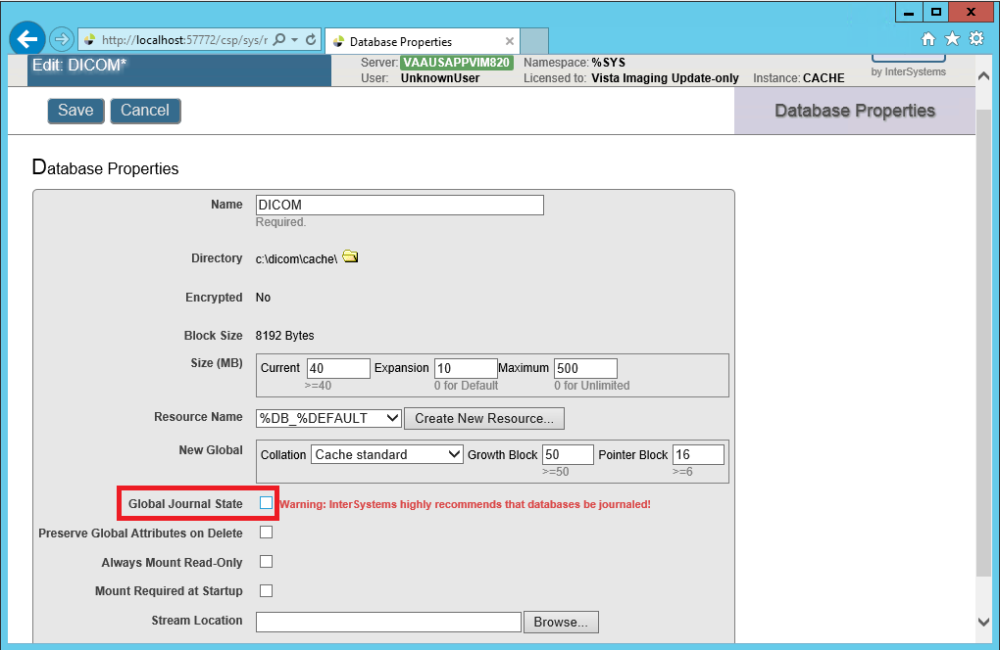 http://localhost:57772/csp/sys/r
Database Properties
Edit: DICOM*
Server: VAAUSAPPVIM820 Namespace: %SYS
User: UnknownUser Licensed to: Vista Imaging Update-only Instance: CACHE
by InterSystems
Save Cancel
Database Properties
Database Properties
Name DICOM
Required.
Directory c:\dicom\cache\
Encrypted No
Block Size 8192 Bytes
Size (MB) Current 40 Expansion 10 Maximum 500
>=40 0 for Default 0 for Unlimited
Resource Name %DB_%DEFAULT Create New Resource...
New Global Collation Cache standard Growth Block 50 Pointer Block 16
>=50 >=6
Global Journal State Warning: InterSystems highly recommends that databases be journaled!
Preserve Global Attributes on Delete
Always Mount Read-Only
Mount Required at Startup
Stream Location Browse...